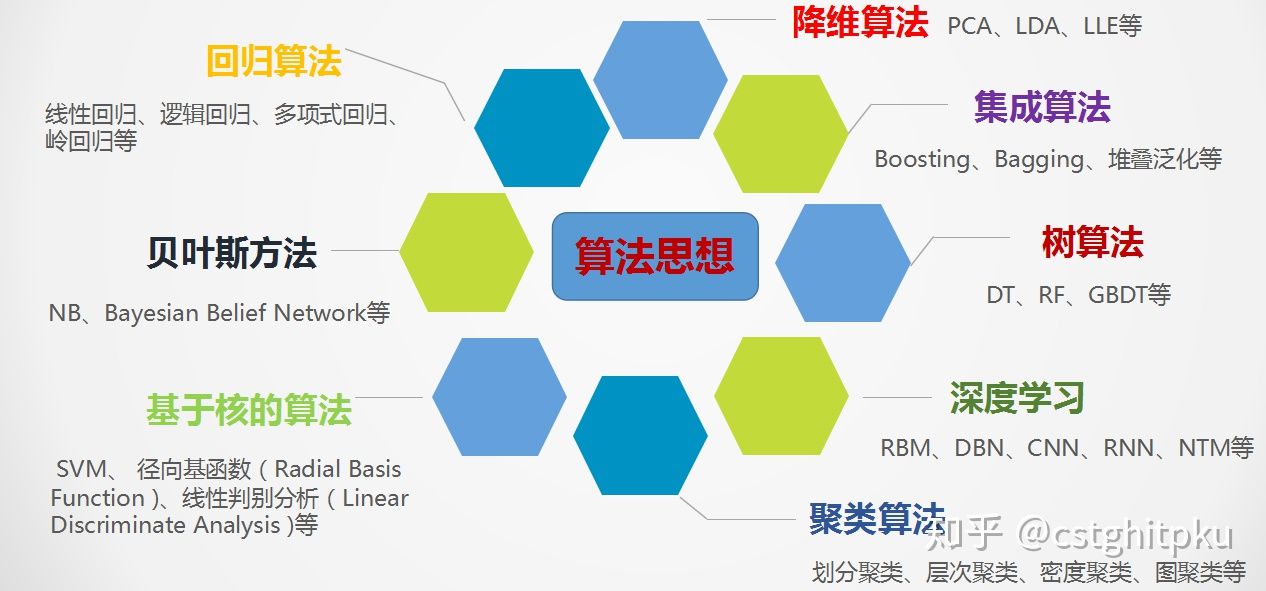 降维算法 PCA、LDA、LLE等
回归算法
线性回归、逻辑回归、多项式回归、
岭回归等
集成算法
Boosting、Bagging、堆叠泛化等
贝叶斯方法
NB、Bayesian Belief Network等
算法思想
树算法
DT、RF、GBDT等
基于核的算法
SVM、 径向基函数（Radial Basis
Function）、线性判别分析（Linear
Discriminate Analysis）等
深度学习
RBM、DBN、CNN、RNN、NTM等
聚类算法
划分聚类、层次聚类、密度聚类、图聚类等
知乎 @cstghitpku